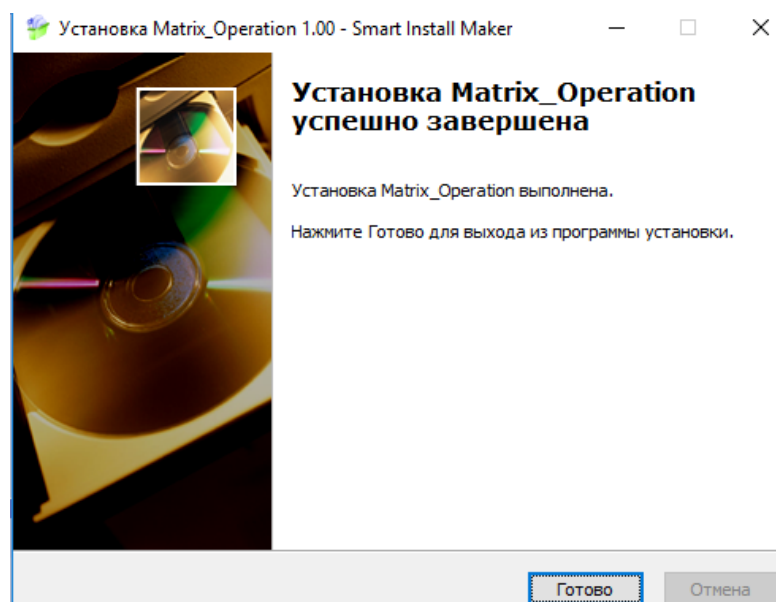 Установка Matrix_Operation 1.00 - Smart Install Maker
Установка Matrix_Operation
успешно завершена
Установка Matrix_Operation выполнена.
Нажмите Готово для выхода из программы установки.
Готово
Отмена